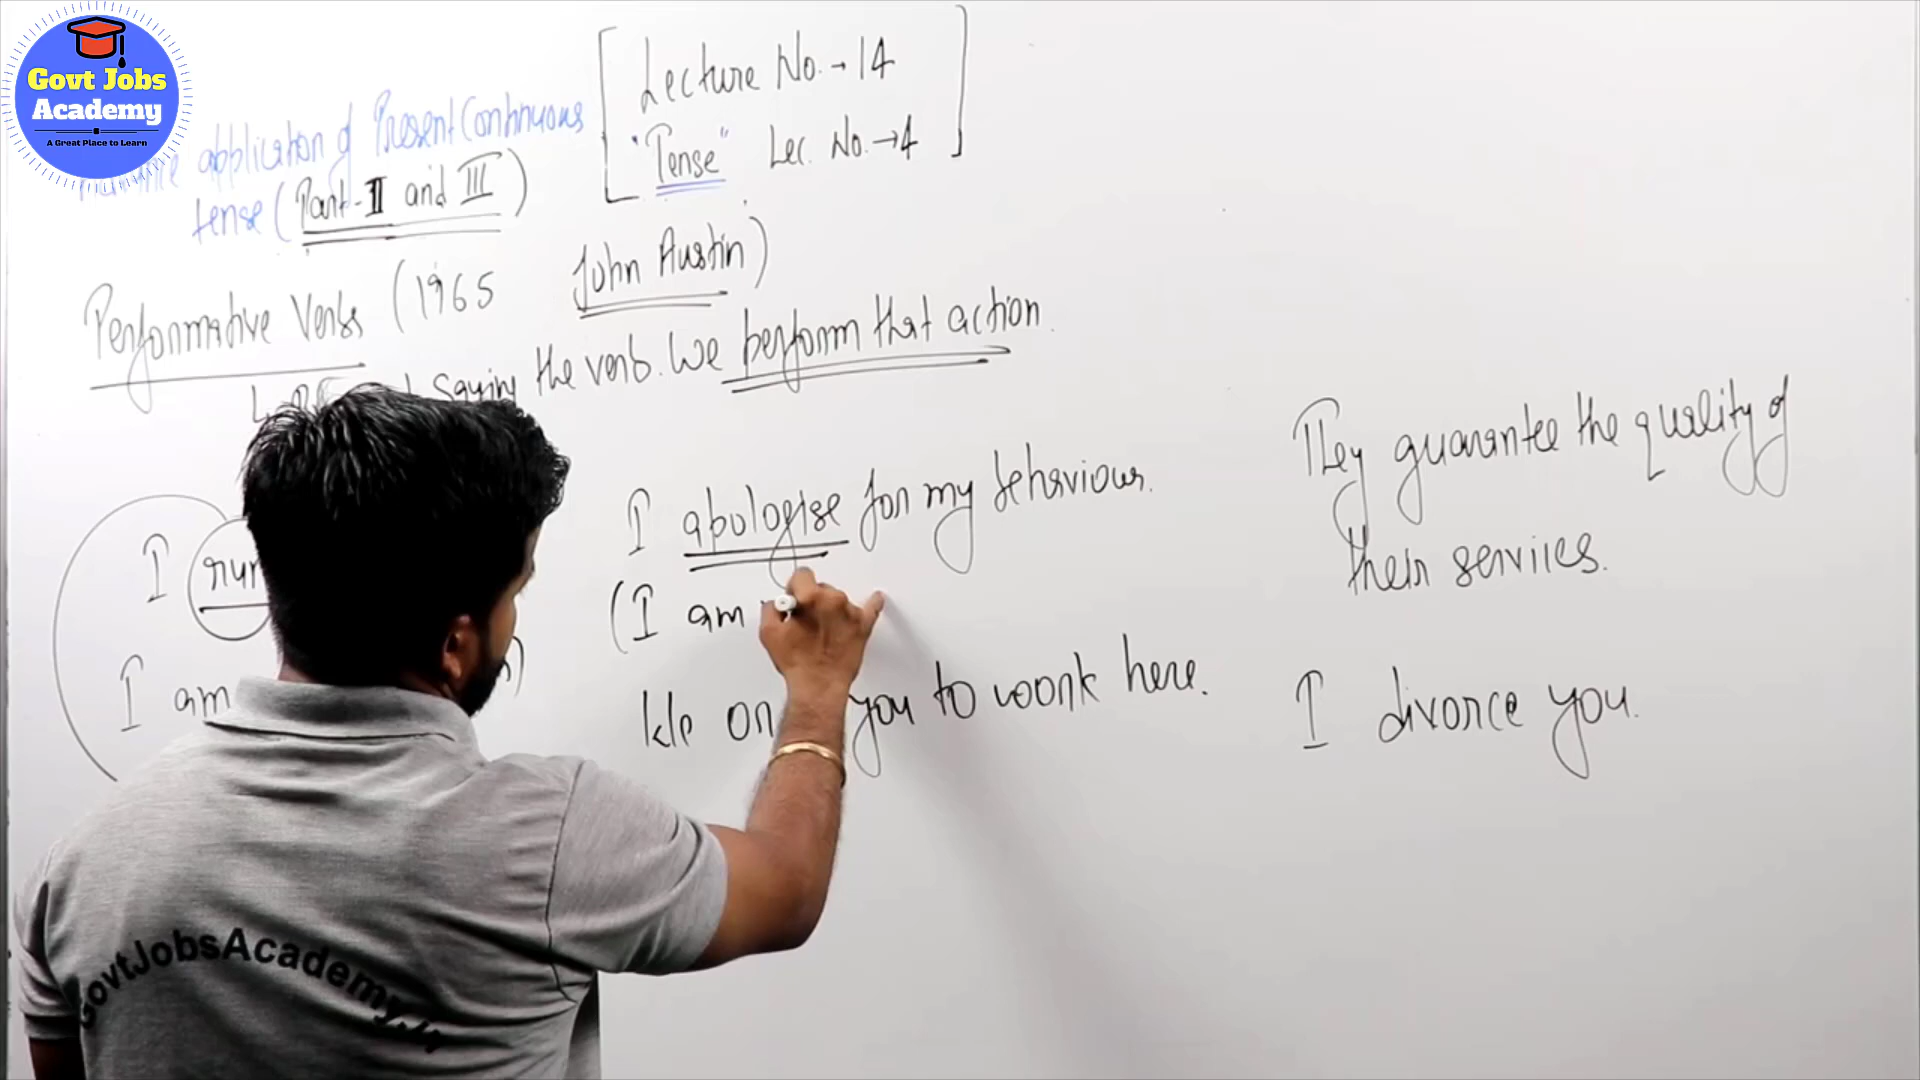 Govt Jobs
Academy
A Great Place to Learn
application of Present Continuous
tense (Part-II and III)
Lecture No. → 14
"Tense" Lec. No. → 4
Performative Verbs (1965 John Austin)
saying the verb. We perform that action.
I run
I am
I apologise for my behaviour.
(I am
you to work here.
They guarantee the quality of
their services.
I divorce you.
GovtJobsAcademy.in